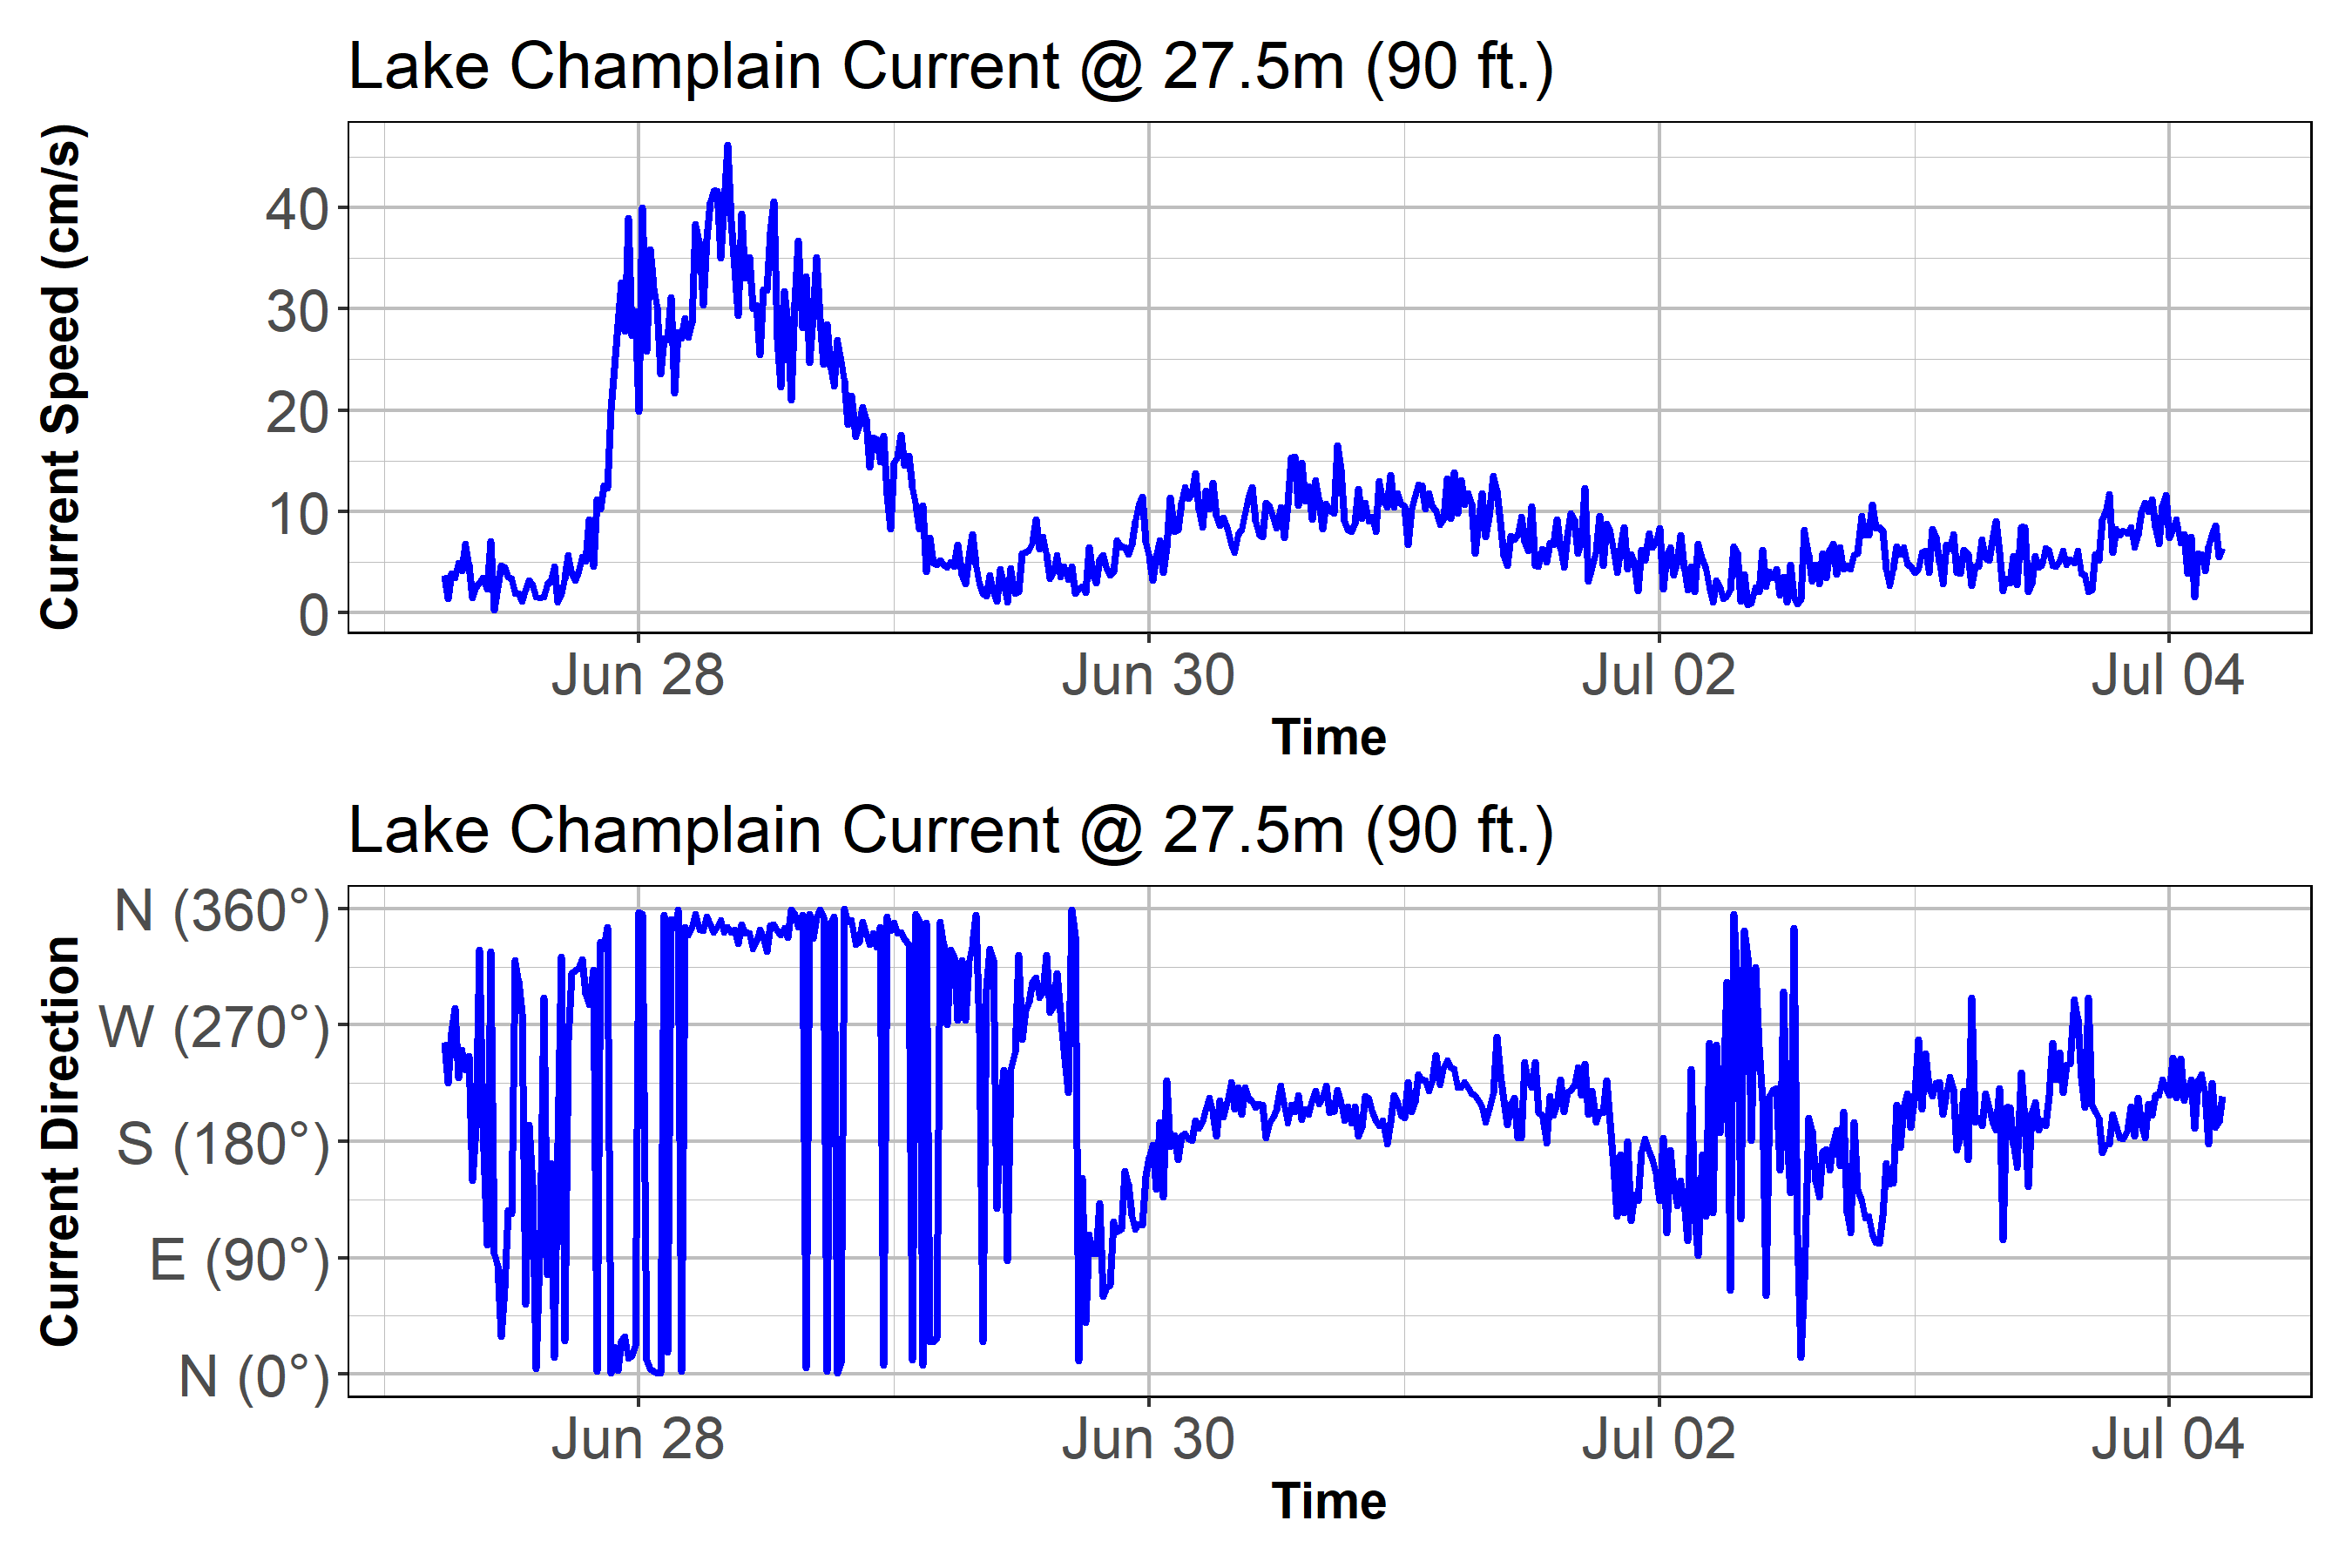 Lake Champlain Current @ 27.5m (90 ft.)
Current Speed (cm/s)
40
30
20
10
0
Jun 28 Jun 30 Jul 02 Jul 04
Time
Lake Champlain Current @ 27.5m (90 ft.)
Current Direction
N (360°)
W (270°)
S (180°)
E (90°)
N (0°)
Jun 28 Jun 30 Jul 02 Jul 04
Time